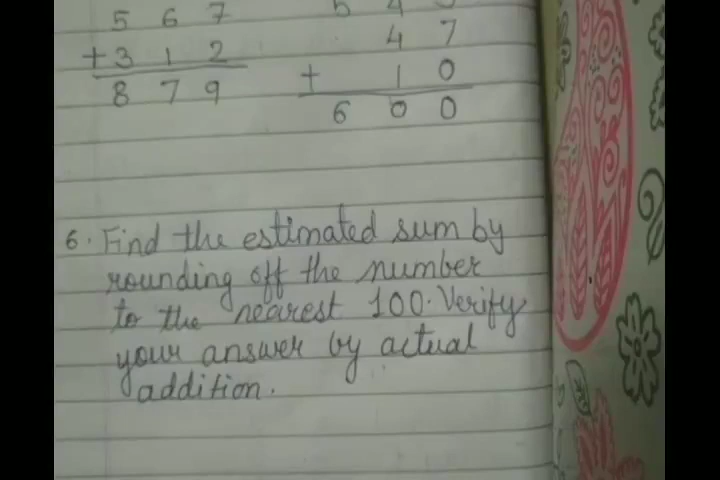 5 6 7
4 7
+ 3 1 2
+ 1 0
8 7 9
6 0 0
6. Find the estimated sum by
rounding off the number
to the nearest 100. Verify
your answer by actual
addition.